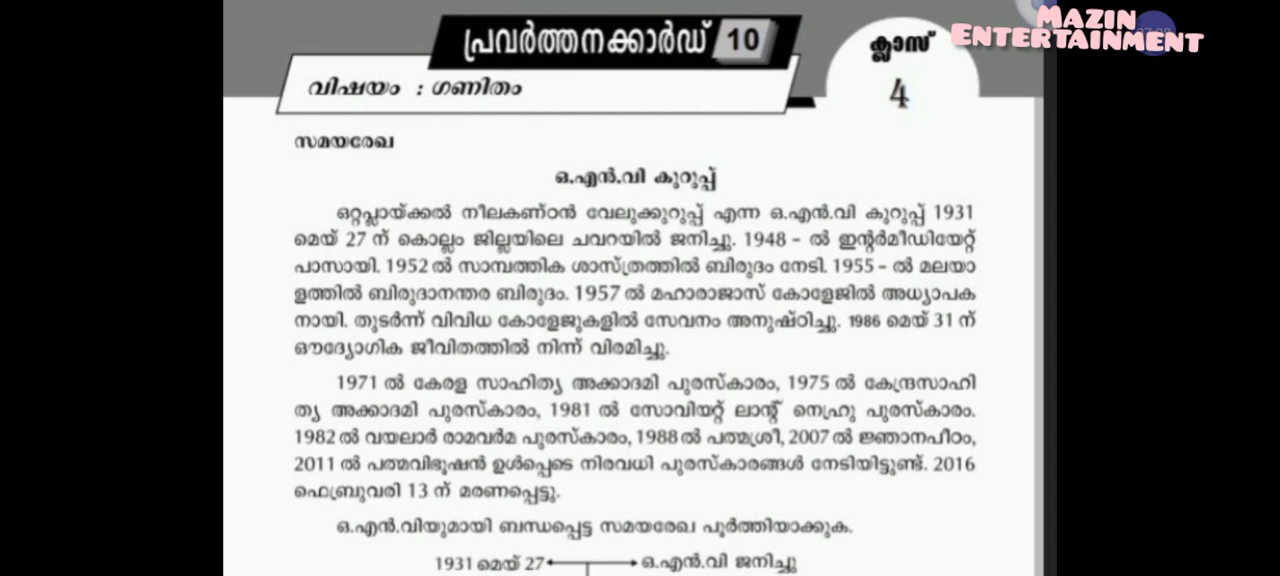 MAZIN
ENTERTAINMENT
പ്രവർത്തനക്കാർഡ് 10
ക്ലാസ്
4
വിഷയം : ഗണിതം
സമയരേഖ
ഒ.എൻ.വി കുറുപ്പ്
ഒറ്റപ്ലായ്ക്കൽ നീലകണ്ഠൻ വേലുക്കുറുപ്പ് എന്ന ഒ.എൻ.വി കുറുപ്പ് 1931
മെയ് 27 ന് കൊല്ലം ജില്ലയിലെ ചവറയിൽ ജനിച്ചു. 1948 - ൽ ഇന്റർമീഡിയേറ്റ്
പാസായി. 1952 ൽ സാമ്പത്തിക ശാസ്ത്രത്തിൽ ബിരുദം നേടി. 1955 - ൽ മലയാ
ളത്തിൽ ബിരുദാനന്തര ബിരുദം. 1957 ൽ മഹാരാജാസ് കോളേജിൽ അധ്യാപക
നായി. തുടർന്ന് വിവിധ കോളേജുകളിൽ സേവനം അനുഷ്ഠിച്ചു. 1986 മെയ് 31 ന്
ഔദ്യോഗിക ജീവിതത്തിൽ നിന്ന് വിരമിച്ചു.
1971 ൽ കേരള സാഹിത്യ അക്കാദമി പുരസ്കാരം, 1975 ൽ കേന്ദ്രസാഹി
ത്യ അക്കാദമി പുരസ്കാരം, 1981 ൽ സോവിയറ്റ് ലാന്റ് നെഹ്രു പുരസ്കാരം.
1982 ൽ വയലാർ രാമവർമ പുരസ്കാരം, 1988 ൽ പത്മശ്രീ, 2007 ൽ ജ്ഞാനപീഠം,
2011 ൽ പത്മവിഭൂഷൻ ഉൾപ്പെടെ നിരവധി പുരസ്കാരങ്ങൾ നേടിയിട്ടുണ്ട്. 2016
ഫെബ്രുവരി 13 ന് മരണപ്പെട്ടു.
ഒ.എൻ.വിയുമായി ബന്ധപ്പെട്ട സമയരേഖ പൂർത്തിയാക്കുക.
1931 മെയ് 27 ഒ.എൻ.വി ജനിച്ചു